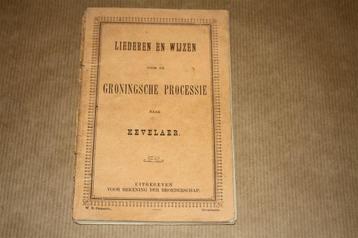 LIEDEREN EN WIJZEN
VOOR DE
GRONINGSCHE PROCESSIE
NAAR
KEVELAER.
UITGEGEVEN
VOOR REKENING DER BROEDERSCHAP.